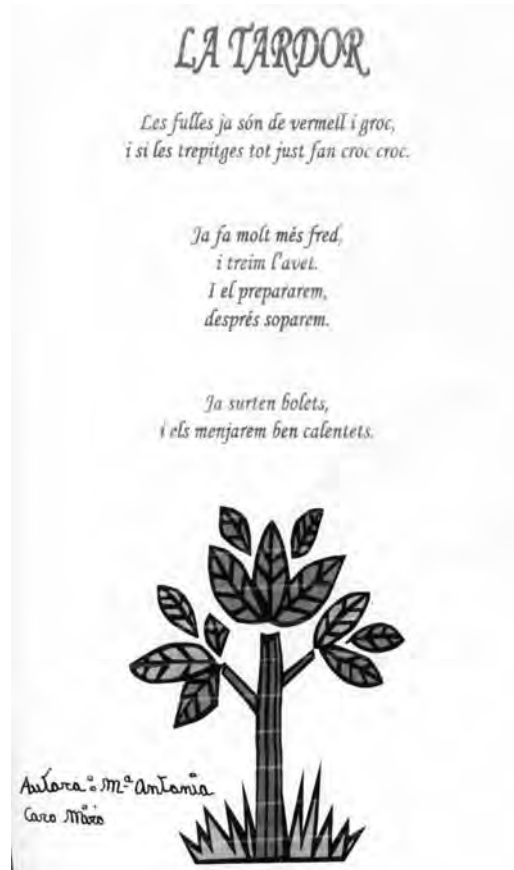 LA TARDOR
Les fulles ja són de vermell i groc,
i si les trepitges tot just fan croc croc.
Ja fa molt més fred,
i treim l'avet.
I el prepararem,
després soparem.
Ja surten bolets,
i els menjarem ben calentets.
Autora: Mª Antonia
Caro Miró